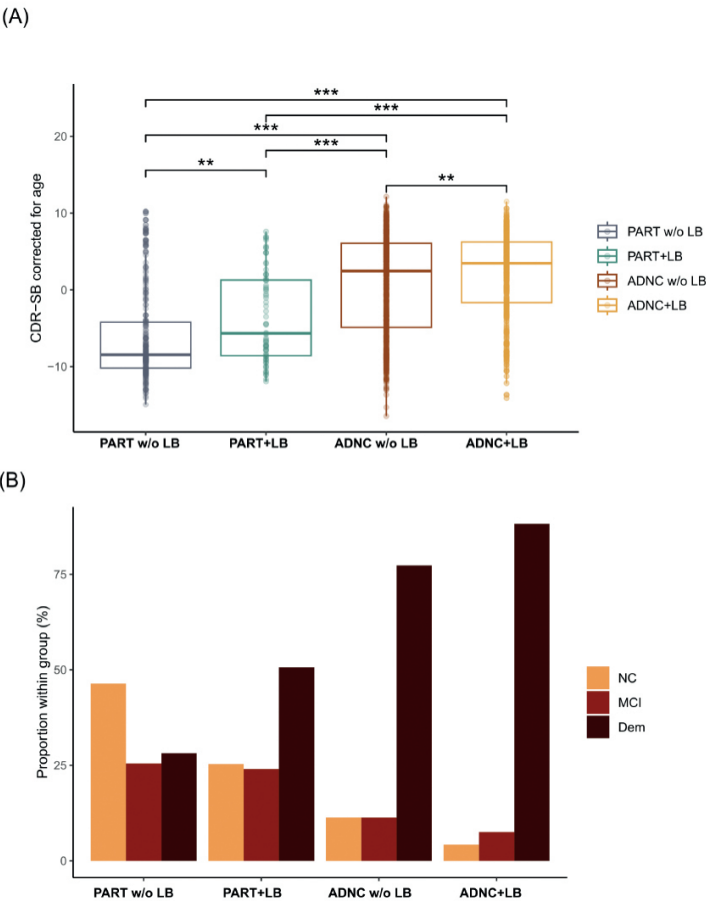 (A)
CDR−SB corrected for age
20
10
0
−10
***
***
***
***
**
**
PART w/o LB
PART+LB
ADNC w/o LB
ADNC+LB
PART w/o LB
PART+LB
ADNC w/o LB
ADNC+LB
(B)
Proportion within group (%)
75
50
25
0
NC
MCI
Dem
PART w/o LB
PART+LB
ADNC w/o LB
ADNC+LB